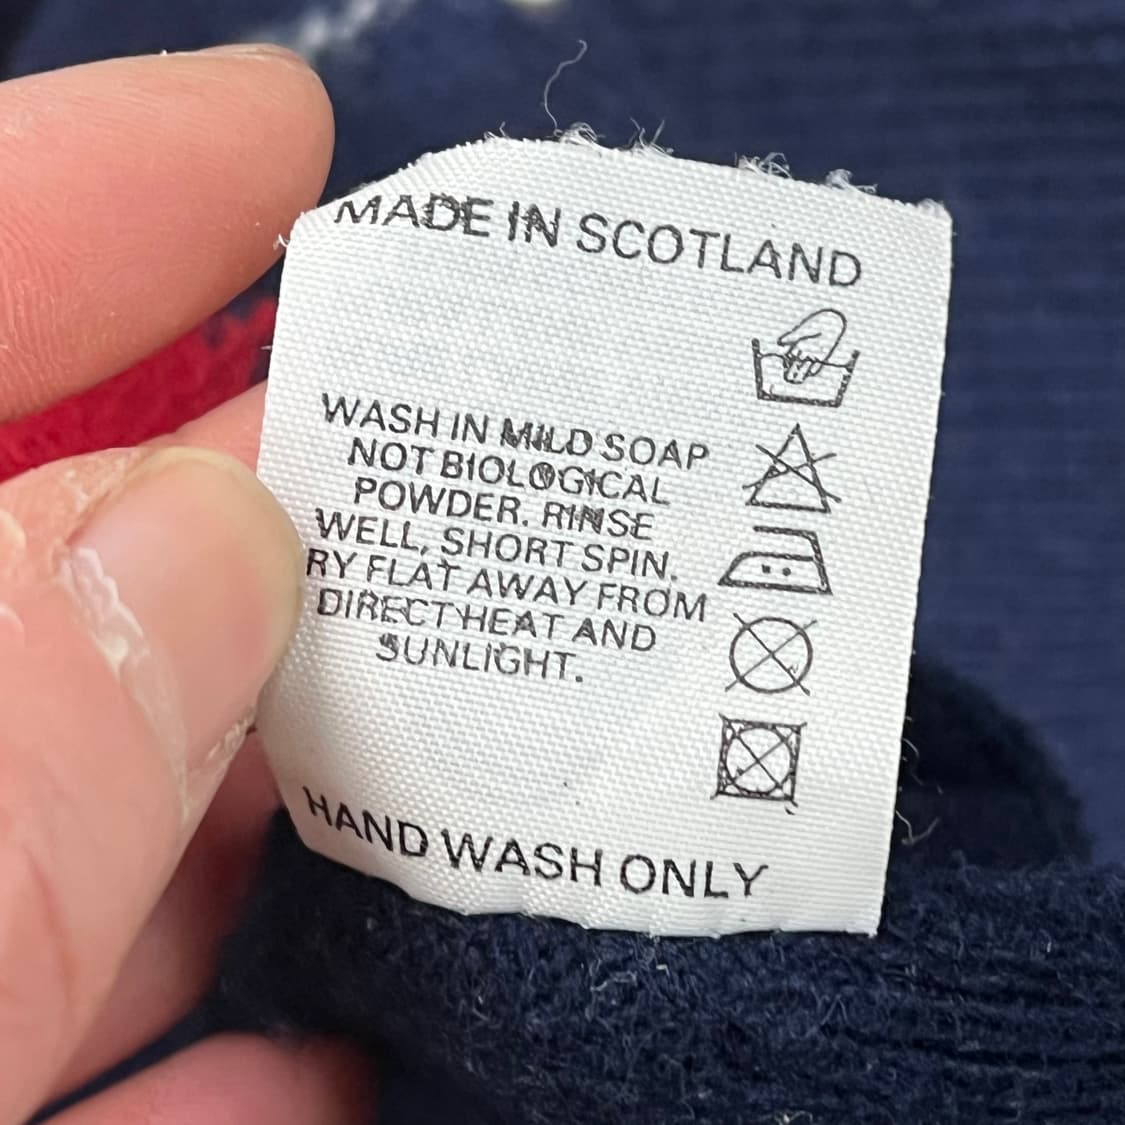 MADE IN SCOTLAND
WASH IN MILD SOAP
NOT BIOLOGICAL
POWDER. RINSE
WELL, SHORT SPIN.
RY FLAT AWAY FROM
DIRECT HEAT AND
SUNLIGHT.
HAND WASH ONLY